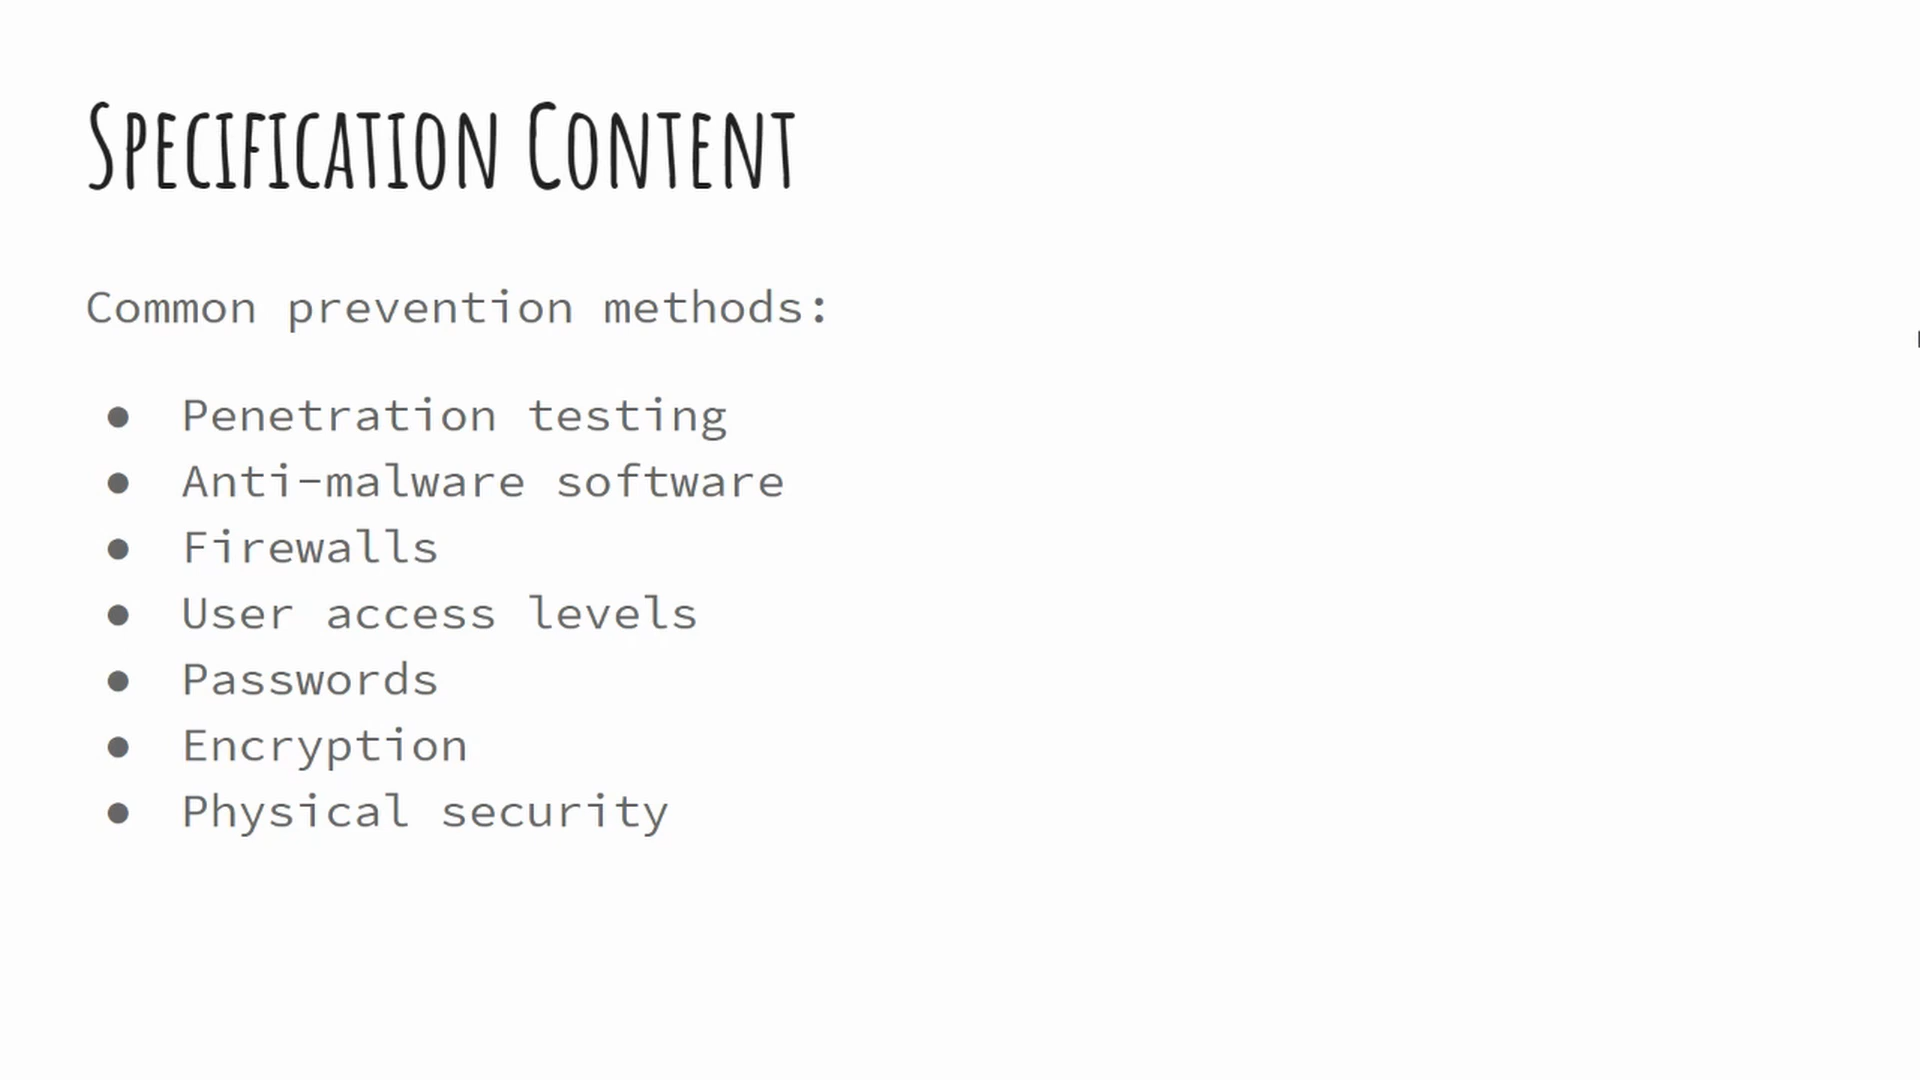 Specification Content
Common prevention methods:
● Penetration testing
● Anti-malware software
● Firewalls
● User access levels
● Passwords
● Encryption
● Physical security